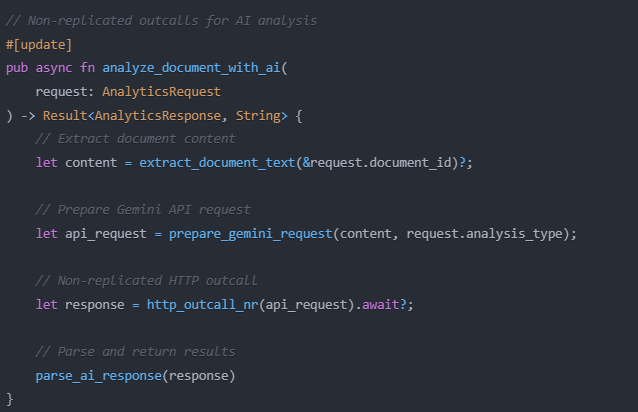 // Non-replicated outcalls for AI analysis
#[update]
pub async fn analyze_document_with_ai(
    request: AnalyticsRequest
) -> Result<AnalyticsResponse, String> {
    // Extract document content
    let content = extract_document_text(&request.document_id)?;
    // Prepare Gemini API request
    let api_request = prepare_gemini_request(content, request.analysis_type);
    // Non-replicated HTTP outcall
    let response = http_outcall_nr(api_request).await?;
    // Parse and return results
    parse_ai_response(response)
}